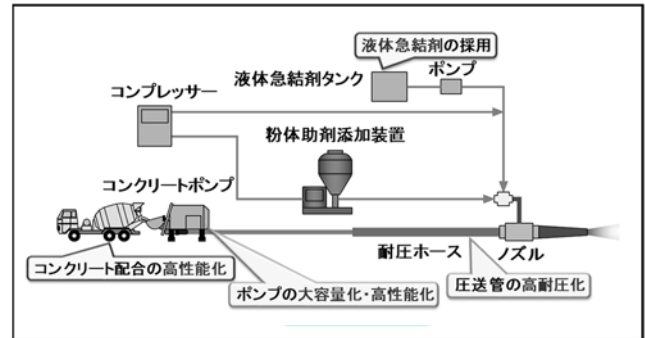 液体急結剤の採用
液体急結剤タンク
ポンプ
コンプレッサー
粉体助剤添加装置
コンクリートポンプ
耐圧ホース
ノズル
コンクリート配合の高性能化
ポンプの大容量化・高性能化
圧送管の高耐圧化